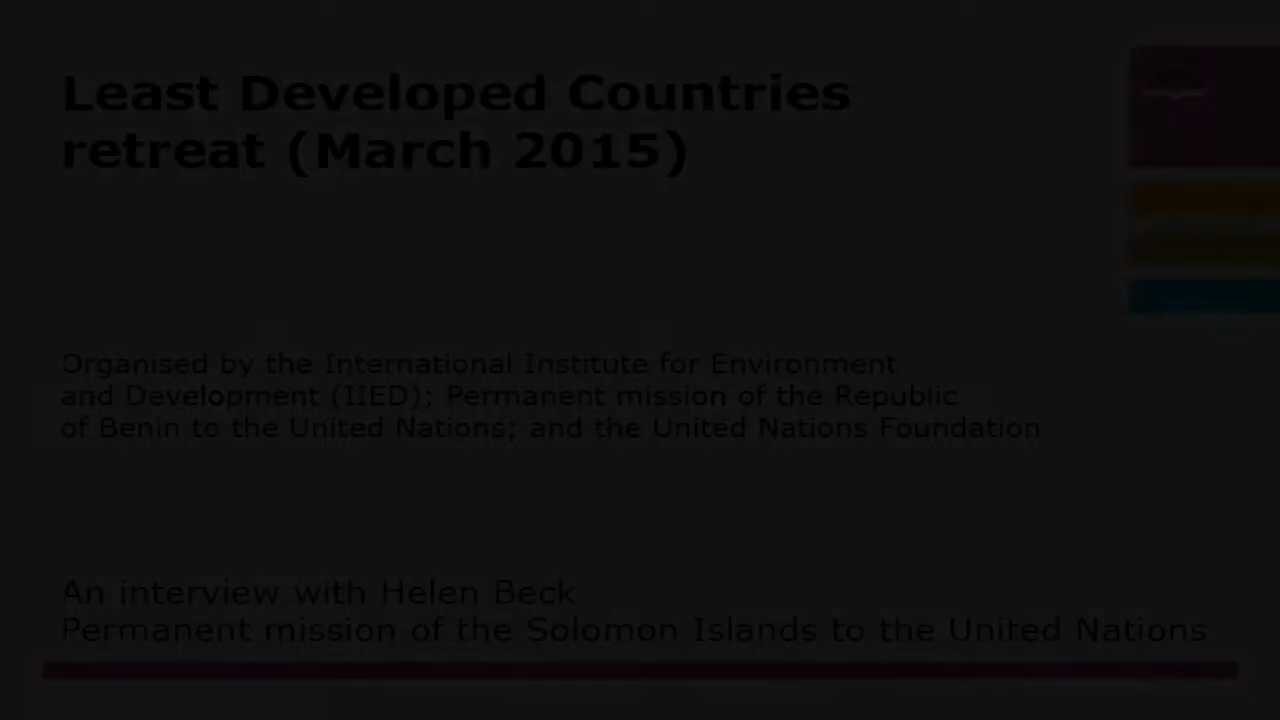 Least Developed Countries
retreat (March 2015)
Organised by the International Institute for Environment
and Development (IIED); Permanent mission of the Republic
of Benin to the United Nations; and the United Nations Foundation
An interview with Helen Beck
Permanent mission of the Solomon Islands to the United Nations